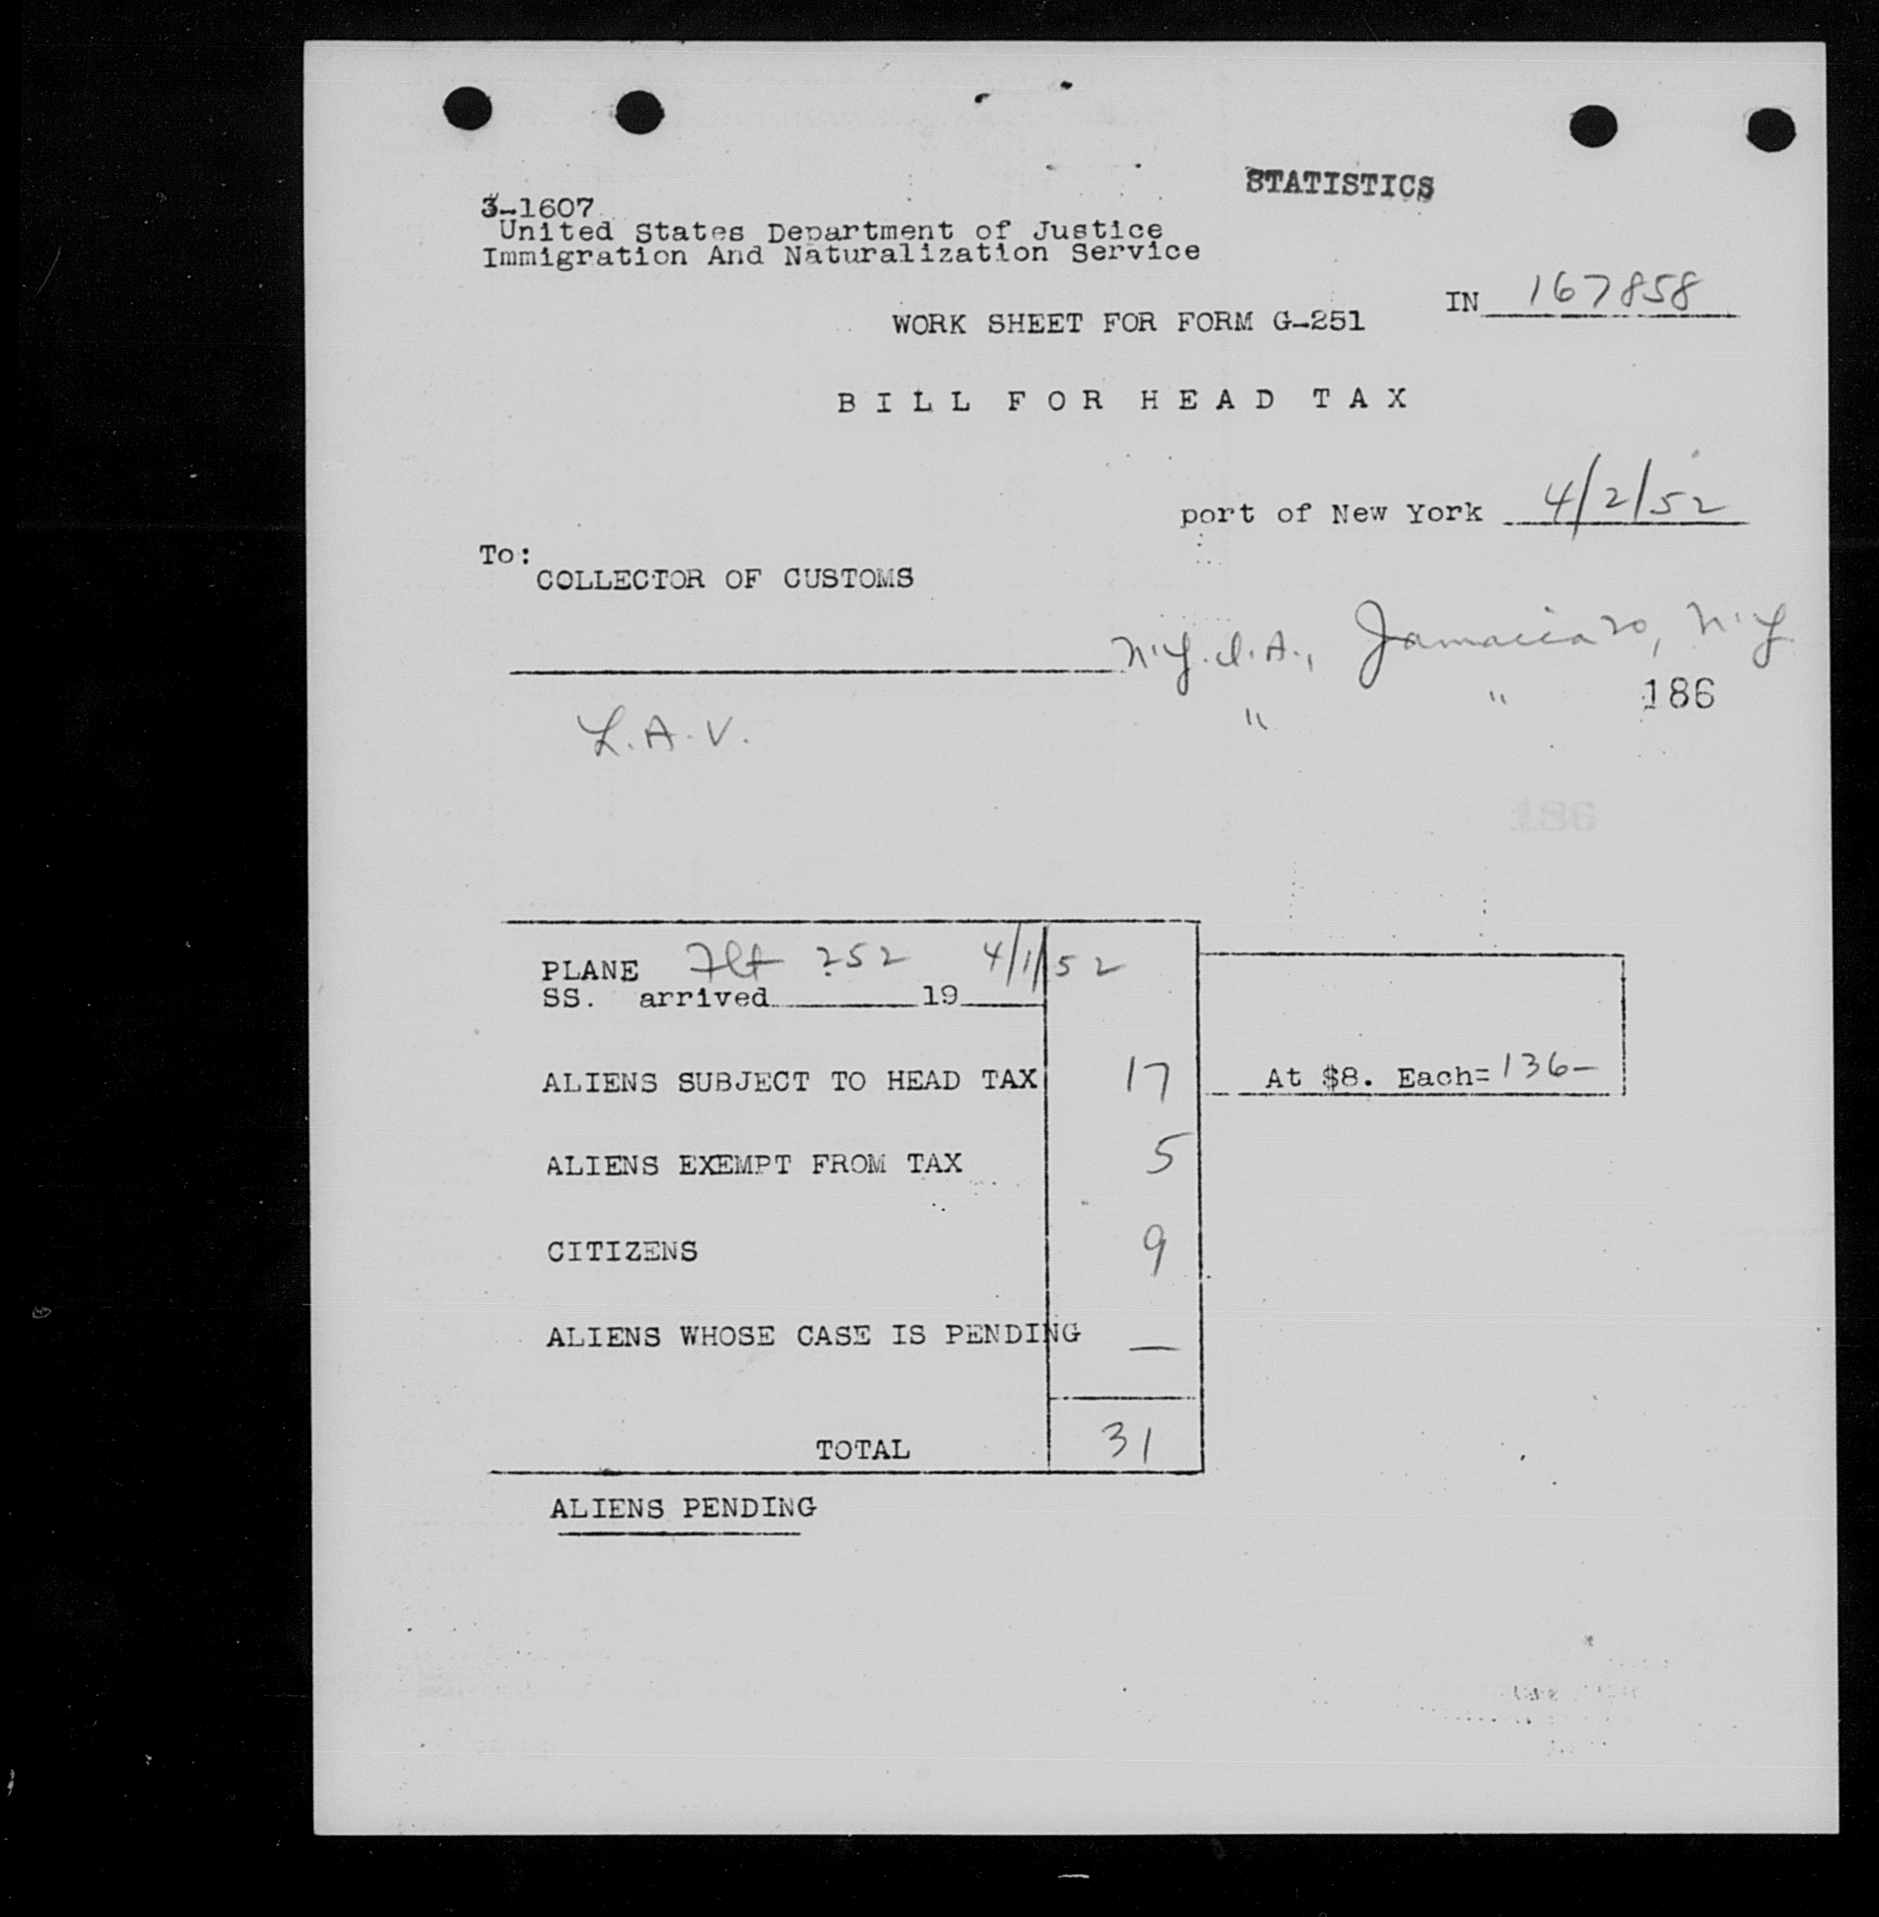 STATISTICS
3-1607
United States Department of Justice
Immigration And Naturalization Service
IN 167858
WORK SHEET FOR FORM G-251
BILL FOR HEAD TAX
port of New York 4/2/52
To:
COLLECTOR OF CUSTOMS
N.Y.I.A., Jamaica 20, N.Y.
" " 186
L.A.V.
186
PLANE Flt 252 4/1/52
SS. arrived 19
ALIENS SUBJECT TO HEAD TAX 17 At $8. Each= 136-
ALIENS EXEMPT FROM TAX 5
CITIZENS 9
ALIENS WHOSE CASE IS PENDING —
TOTAL 31
ALIENS PENDING